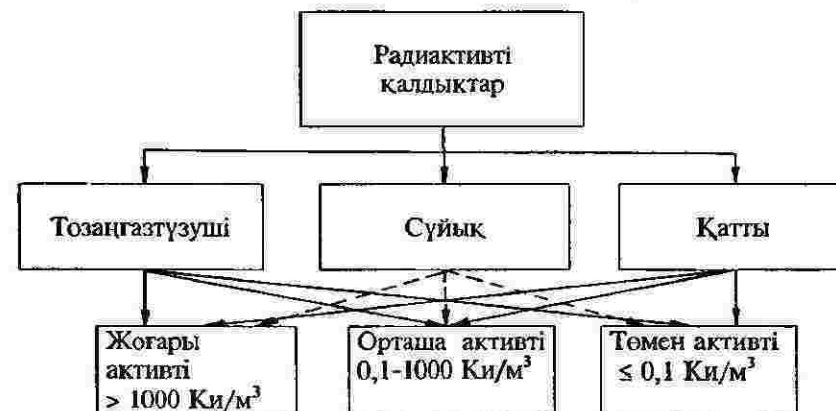 Радиактивті
қалдықтар
Тозаңгазтүзуші
Сұйық
Қатты
Жоғары
активті
> 1000 Ки/м³
Орташа активті
0,1-1000 Ки/м³
Төмен активті
≤ 0,1 Ки/м³